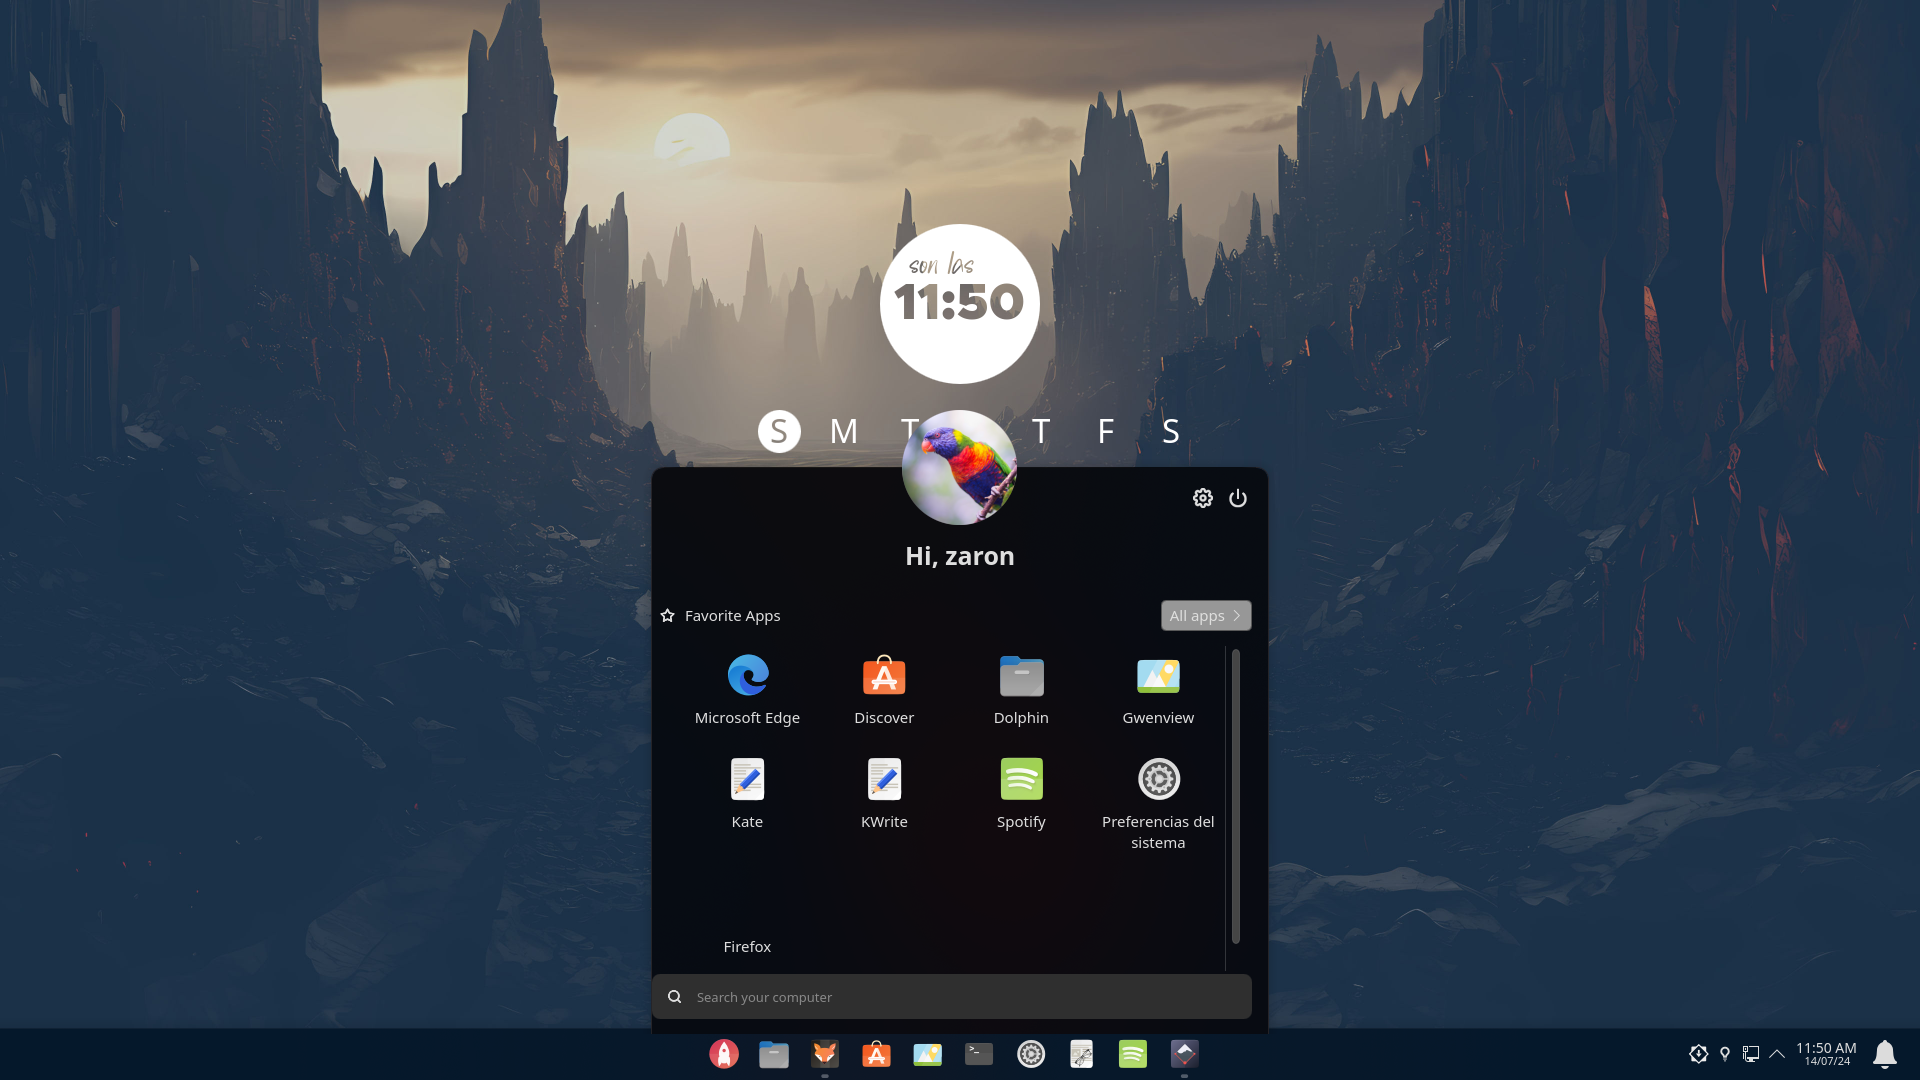 son las
11:50
S M T T F S
Hi, zaron
Favorite Apps
All apps
Microsoft Edge
Discover
Dolphin
Gwenview
Kate
KWrite
Spotify
Preferencias del
sistema
Firefox
Search your computer
11:50 AM
14/07/24